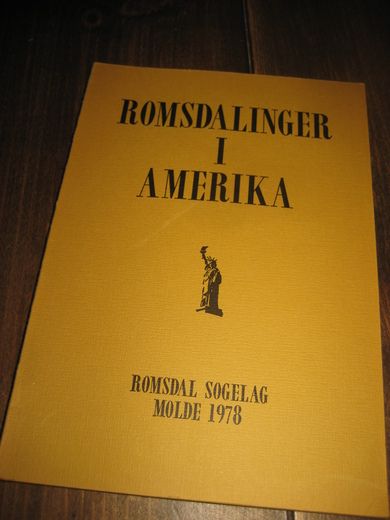 ROMSDALINGER
I
AMERIKA
ROMSDAL SOGELAG
MOLDE 1978